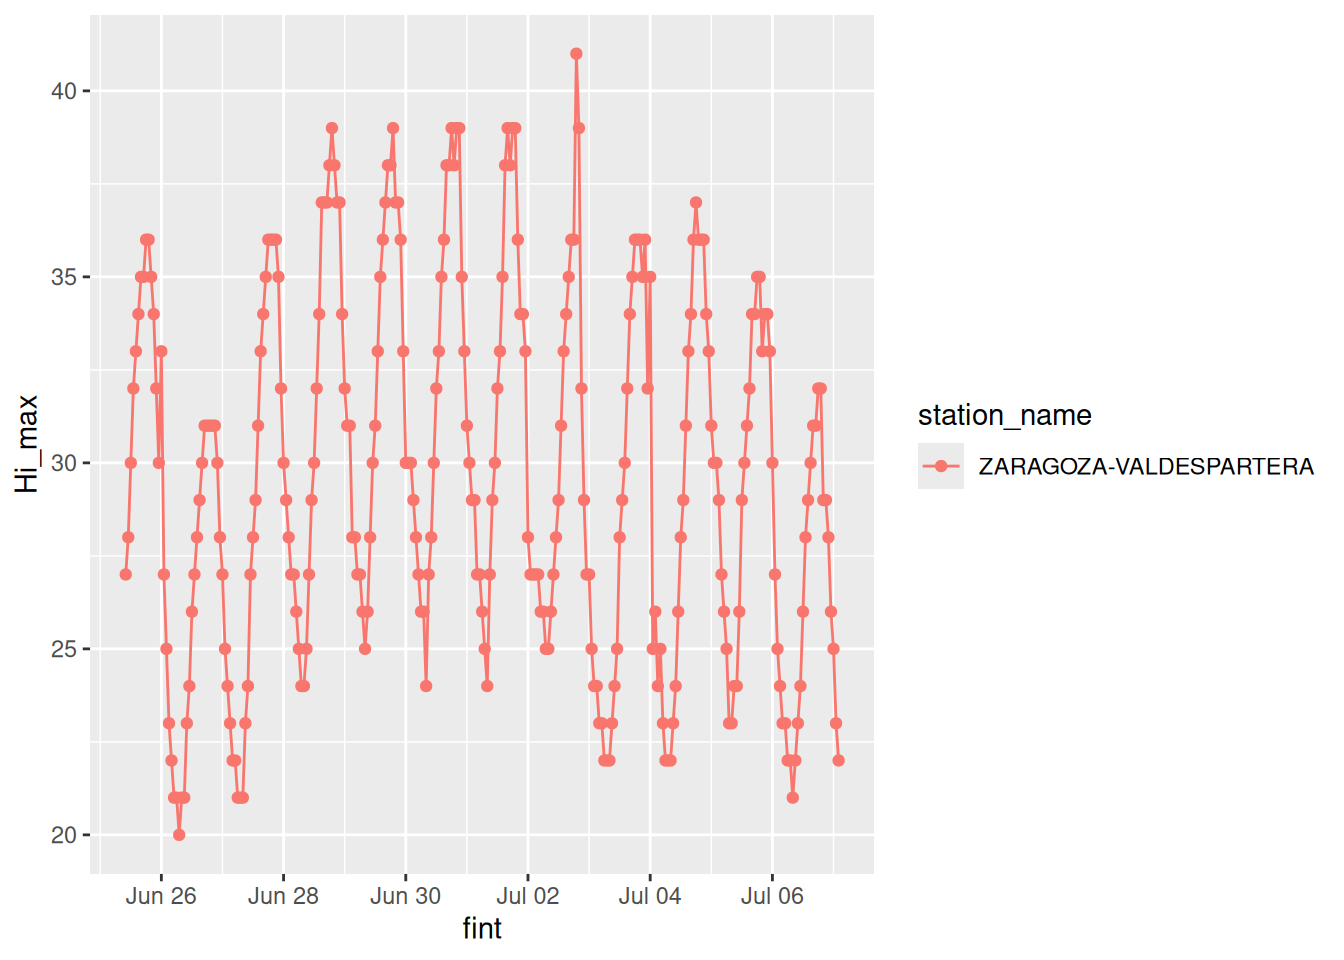 Hi_max
40
35
30
25
20
Jun 26 Jun 28 Jun 30 Jul 02 Jul 04 Jul 06
fint
station_name
ZARAGOZA-VALDESPARTERA